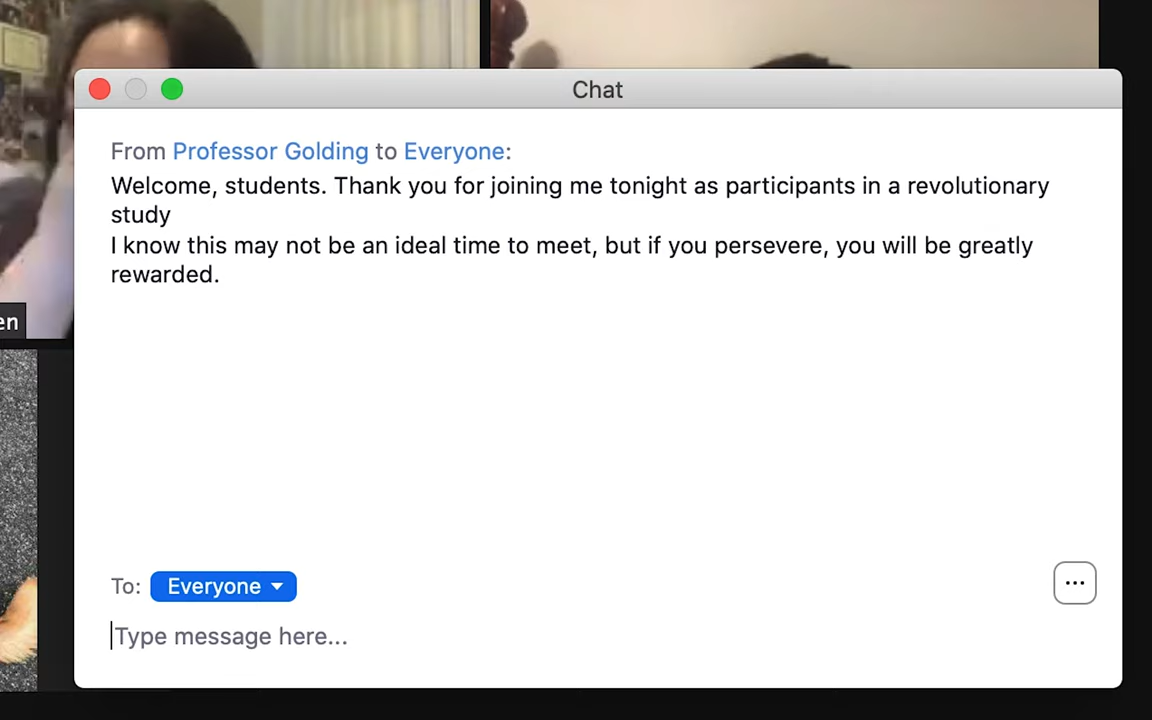 Chat
From Professor Golding to Everyone:
Welcome, students. Thank you for joining me tonight as participants in a revolutionary
study
I know this may not be an ideal time to meet, but if you persevere, you will be greatly
rewarded.
en
To: Everyone
Type message here...